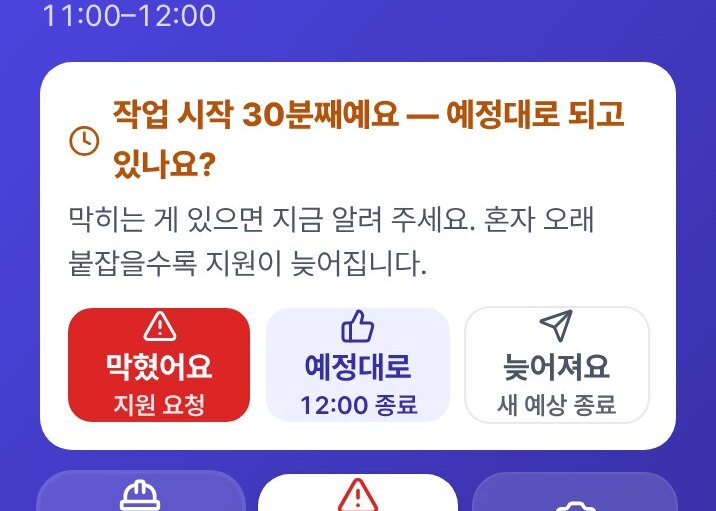 11:00–12:00
작업 시작 30분째예요 — 예정대로 되고
있나요?
막히는 게 있으면 지금 알려 주세요. 혼자 오래
붙잡을수록 지원이 늦어집니다.
막혔어요
지원 요청
예정대로
12:00 종료
늦어져요
새 예상 종료